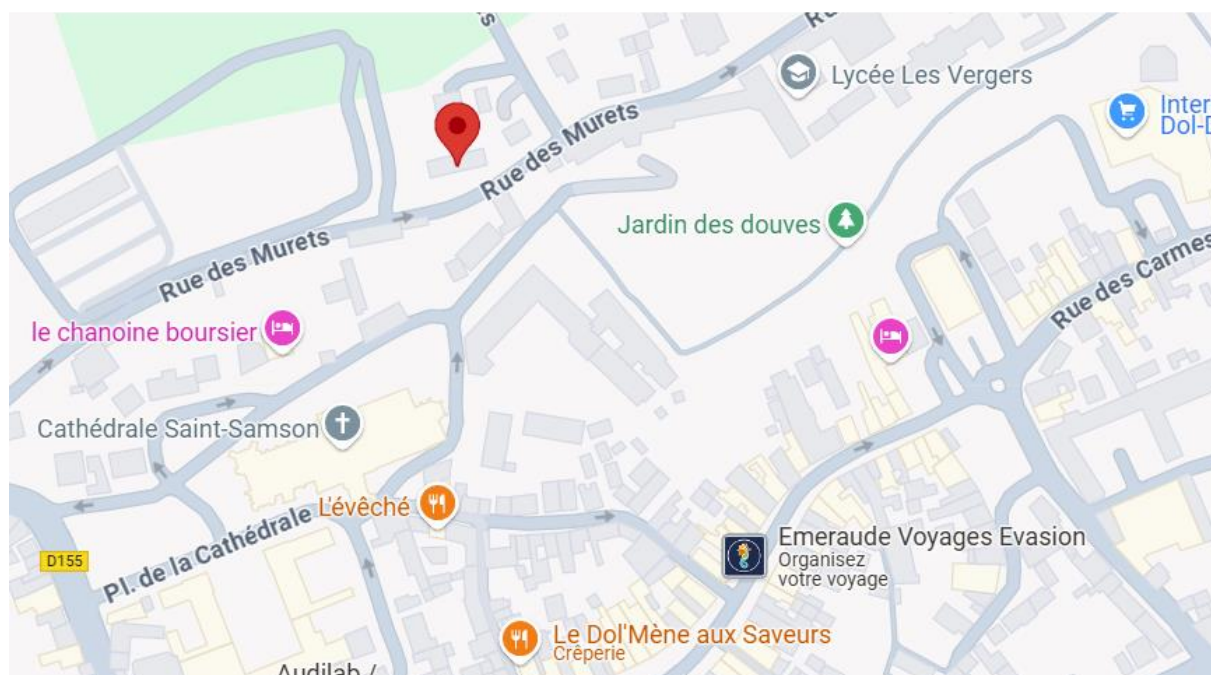 Lycée Les Vergers
Inter
Dol-D
Rue des Murets
Jardin des douves
Rue des Murets
Rue des Carmes
le chanoine boursier
Cathédrale Saint-Samson
L'évêché
Pl. de la Cathédrale
D155
Emeraude Voyages Evasion
Organisez
votre voyage
Le Dol'Mène aux Saveurs
Crêperie
Audilab /